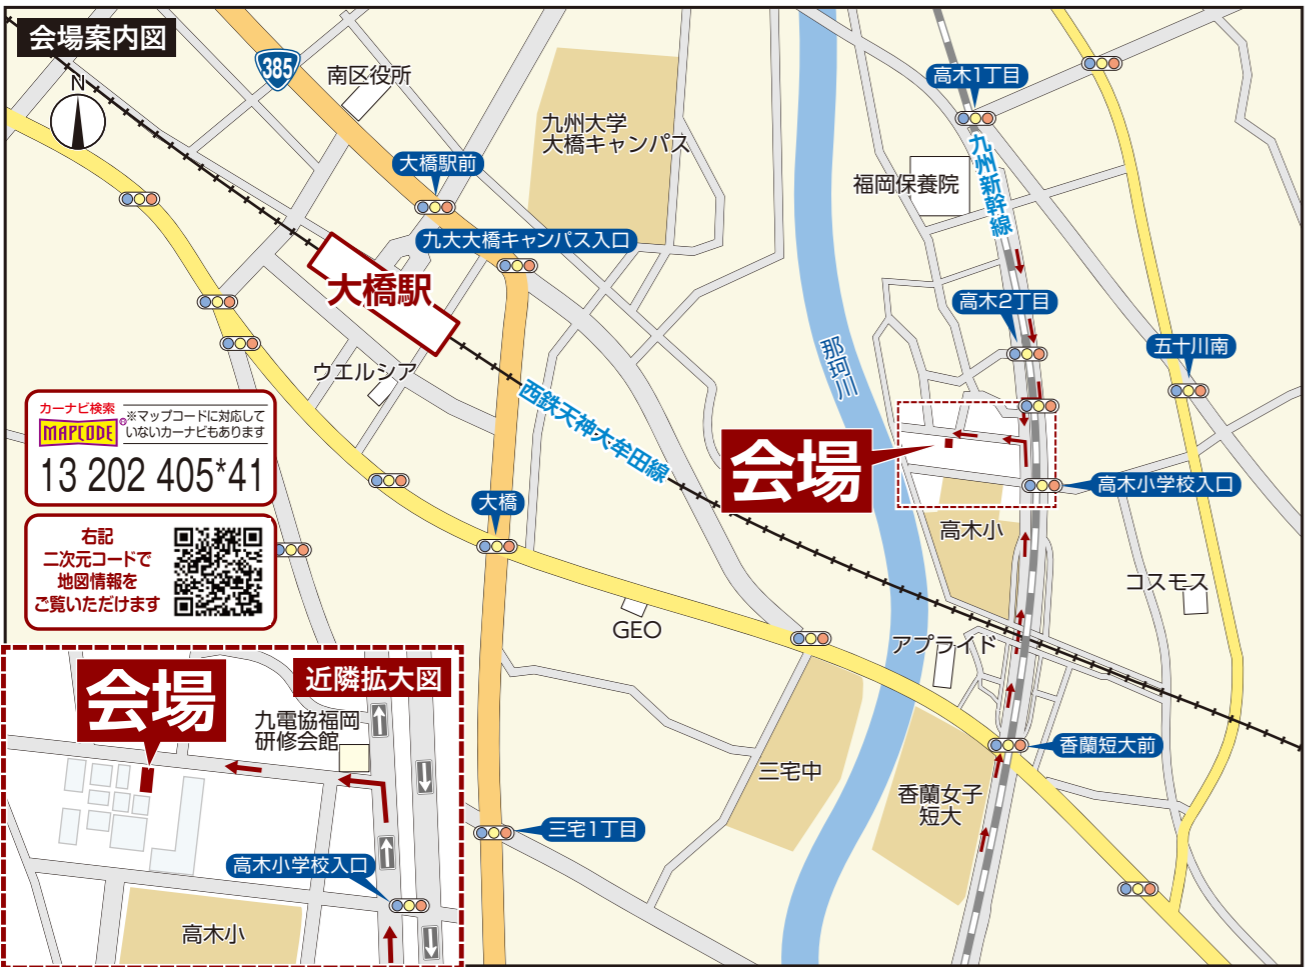 会場案内図
N
385
南区役所
九州大学
大橋キャンパス
高木1丁目
大橋駅前
九州新幹線
福岡保養院
九大大橋キャンパス入口
大橋駅
高木2丁目
那珂川
五十川南
ウエルシア
西鉄天神大牟田線
カーナビ検索
MAPCODE®
※マップコードに対応して
いないカーナビもあります
13 202 405*41
会場
大橋
高木小学校入口
高木小
右記
二次元コードで
地図情報を
ご覧いただけます
コスモス
GEO
アプライド
香蘭短大前
三宅中
香蘭女子
短大
三宅1丁目
近隣拡大図
会場
九電協福岡
研修会館
高木小学校入口
高木小